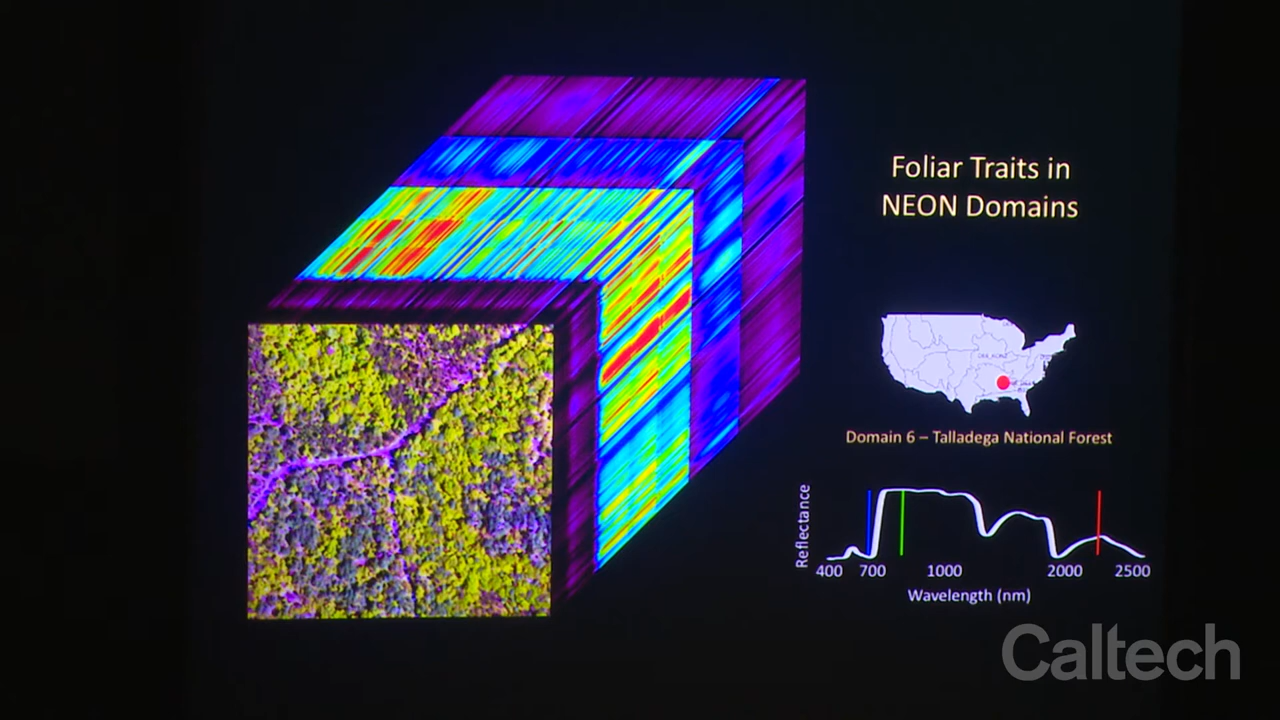 Foliar Traits in
NEON Domains
Domain 6 – Talladega National Forest
Reflectance
400 700 1000 2000 2500
Wavelength (nm)
Caltech